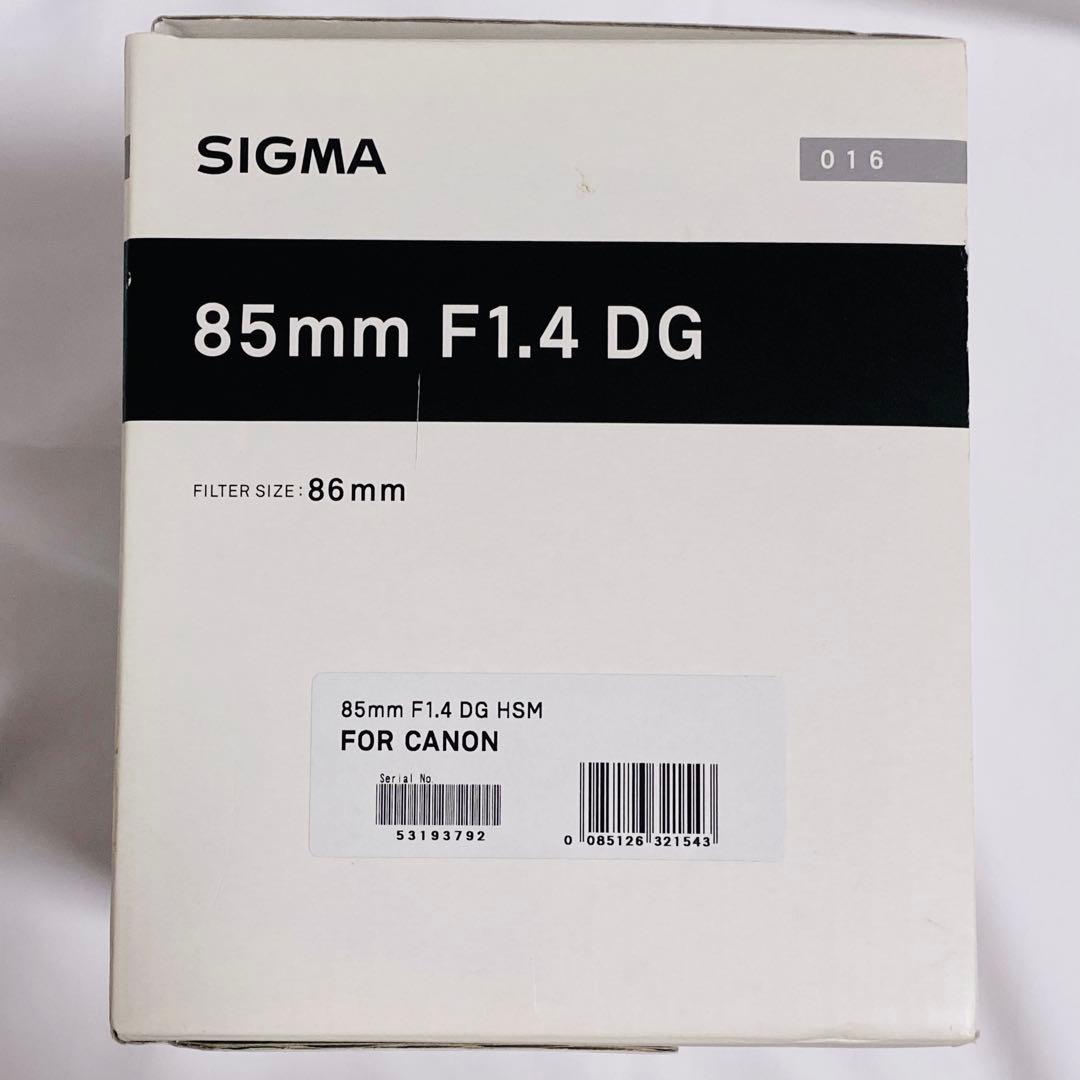 SIGMA
016
85mm F1.4 DG
FILTER SIZE: 86mm
85mm F1.4 DG HSM
FOR CANON
Serial No.
53193792
0 085126 321543